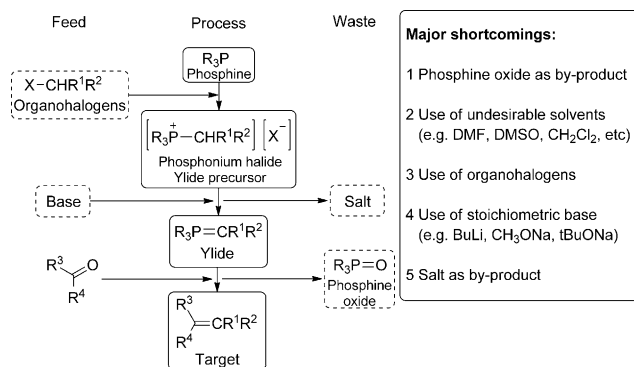 Feed Process Waste
R₃P
Phosphine
X−CHR¹R²
Organohalogens
[R₃P⁺−CHR¹R²] [X⁻]
Phosphonium halide
Ylide precursor
Base
Salt
R₃P=CR¹R²
Ylide
R³
O
R⁴
R₃P=O
Phosphine
oxide
R³
=CR¹R²
R⁴
Target
Major shortcomings:
1 Phosphine oxide as by-product
2 Use of undesirable solvents
(e.g. DMF, DMSO, CH₂Cl₂, etc)
3 Use of organohalogens
4 Use of stoichiometric base
(e.g. BuLi, CH₃ONa, tBuONa)
5 Salt as by-product